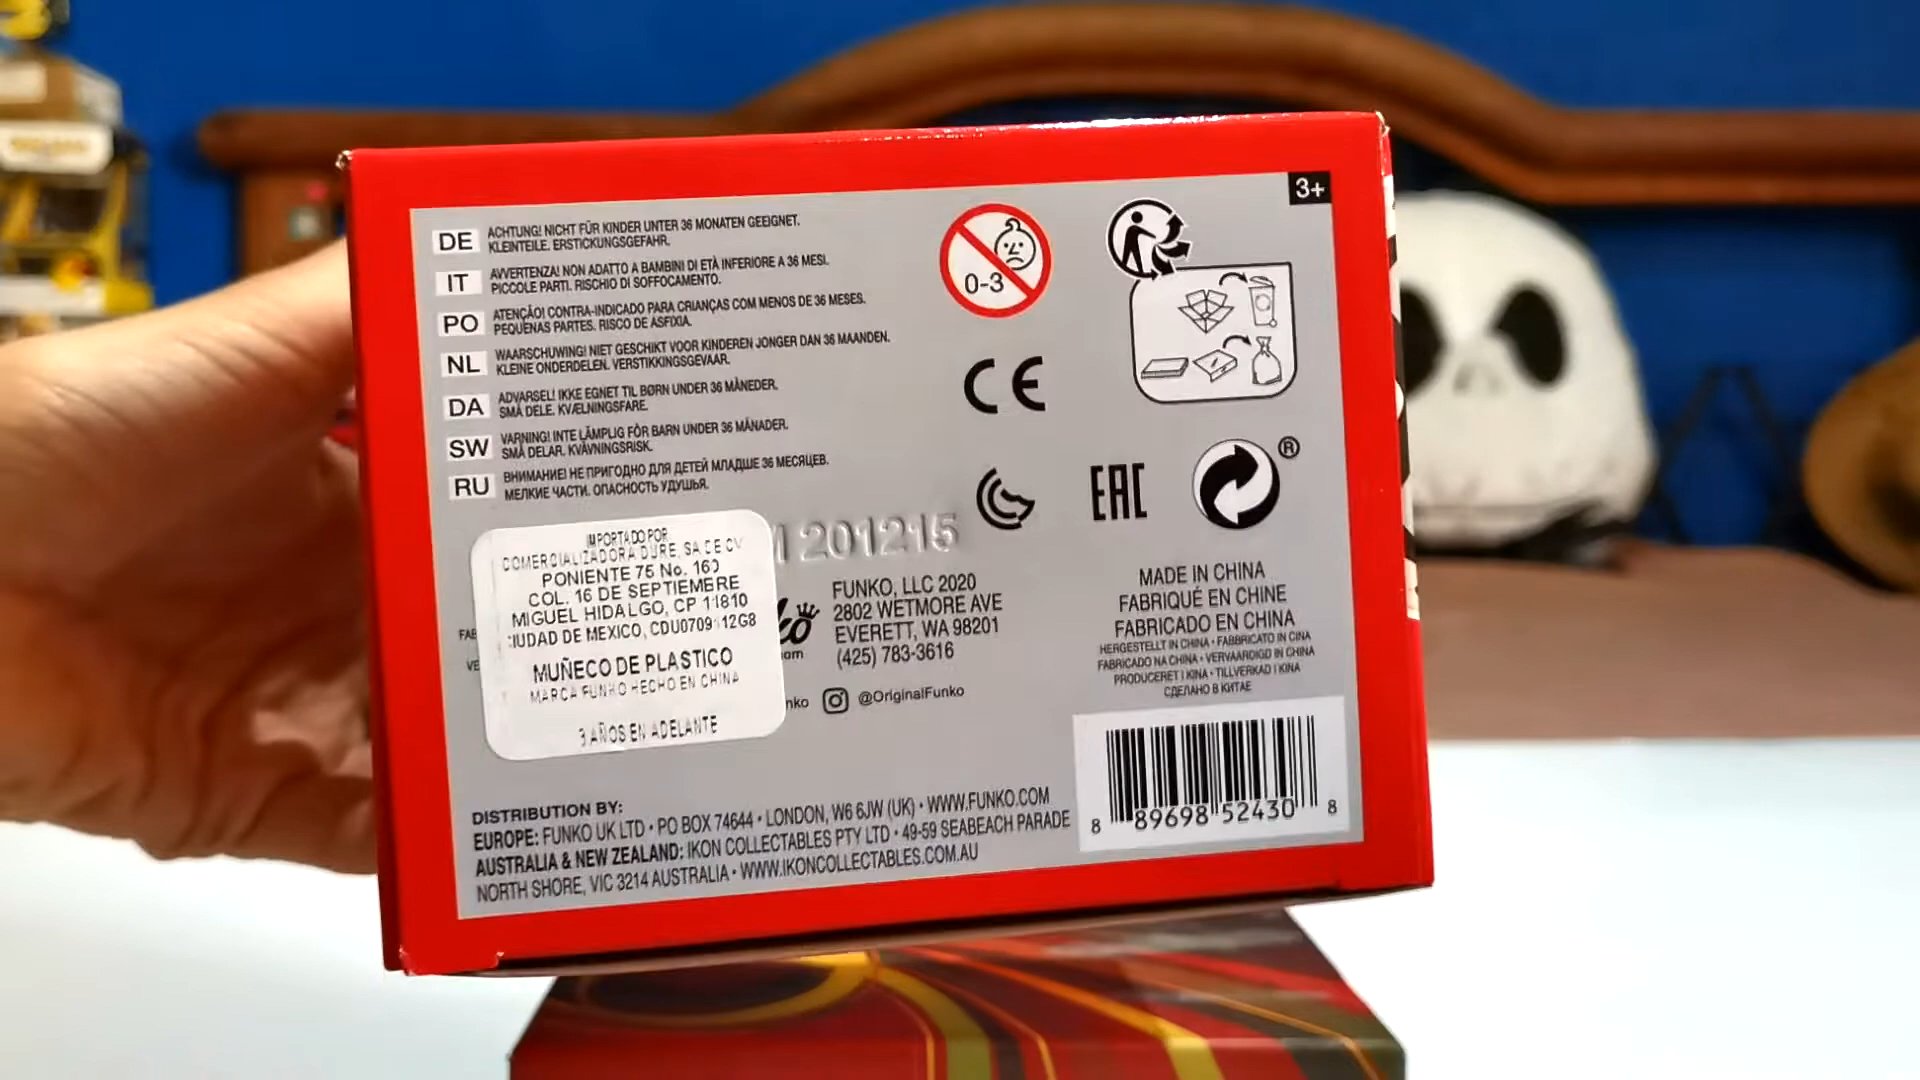 3+
DE
ACHTUNG! NICHT FÜR KINDER UNTER 36 MONATEN GEEIGNET.
KLEINTEILE. ERSTICKUNGSGEFAHR.
IT
AVVERTENZA! NON ADATTO A BAMBINI DI ETÀ INFERIORE A 36 MESI.
PICCOLE PARTI. RISCHIO DI SOFFOCAMENTO.
PO
ATENÇÃO! CONTRA-INDICADO PARA CRIANÇAS COM MENOS DE 36 MESES.
PEQUENAS PARTES. RISCO DE ASFIXIA.
NL
WAARSCHUWING! NIET GESCHIKT VOOR KINDEREN JONGER DAN 36 MAANDEN.
KLEINE ONDERDELEN. VERSTIKKINGSGEVAAR.
DA
ADVARSEL! IKKE EGNET TIL BØRN UNDER 36 MÅNEDER.
SMÅ DELE. KVÆLNINGSFARE.
SW
VARNING! INTE LÄMPLIG FÖR BARN UNDER 36 MÅNADER.
SMÅ DELAR. KVÄVNINGSRISK.
RU
ВНИМАНИЕ! НЕ ПРИГОДНО ДЛЯ ДЕТЕЙ МЛАДШЕ 36 МЕСЯЦЕВ.
МЕЛКИЕ ЧАСТИ. ОПАСНОСТЬ УДУШЬЯ.
0-3
CE
EAC
®
201215
IMPORTADO POR
COMERCIALIZADORA DURE, SA DE CV
PONIENTE 75 No. 160
COL. 16 DE SEPTIEMBRE
MIGUEL HIDALGO, CP 11810
CIUDAD DE MEXICO, CDU0709112G8
MUÑECO DE PLASTICO
MARCA FUNKO HECHO EN CHINA
3 AÑOS EN ADELANTE
FUNKO, LLC 2020
2802 WETMORE AVE
EVERETT, WA 98201
(425) 783-3616
@OriginalFunko
MADE IN CHINA
FABRIQUÉ EN CHINE
FABRICADO EN CHINA
HERGESTELLT IN CHINA • FABBRICATO IN CINA
FABRICADO NA CHINA • VERVAARDIGD IN CHINA
PRODUCERET I KINA • TILLVERKAD I KINA
СДЕЛАНО В КИТАЕ
DISTRIBUTION BY:
EUROPE: FUNKO UK LTD • PO BOX 74644 • LONDON, W6 6JW (UK) • WWW.FUNKO.COM
AUSTRALIA & NEW ZEALAND: IKON COLLECTABLES PTY LTD • 49-59 SEABEACH PARADE
NORTH SHORE, VIC 3214 AUSTRALIA • WWW.IKONCOLLECTABLES.COM.AU
8 89698 52430 8